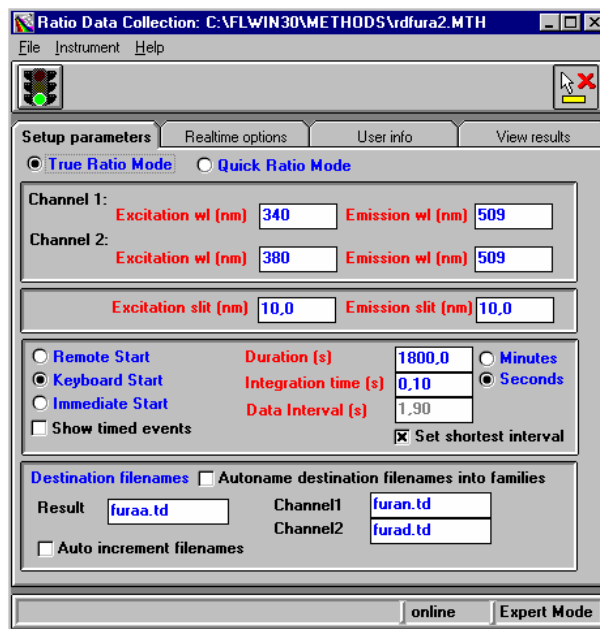 Ratio Data Collection: C:\FLWIN30\METHODS\rdfura2.MTH
File Instrument Help
Setup parameters Realtime options User info View results
True Ratio Mode Quick Ratio Mode
Channel 1:
Excitation wl (nm) 340 Emission wl (nm) 509
Channel 2:
Excitation wl (nm) 380 Emission wl (nm) 509
Excitation slit (nm) 10,0 Emission slit (nm) 10,0
Remote Start Duration (s) 1800,0 Minutes
Keyboard Start Integration time (s) 0,10 Seconds
Immediate Start Data Interval (s) 1,90
Show timed events Set shortest interval
Destination filenames Autoname destination filenames into families
Result furaa.td Channel1 furan.td
Channel2 furad.td
Auto increment filenames
online Expert Mode